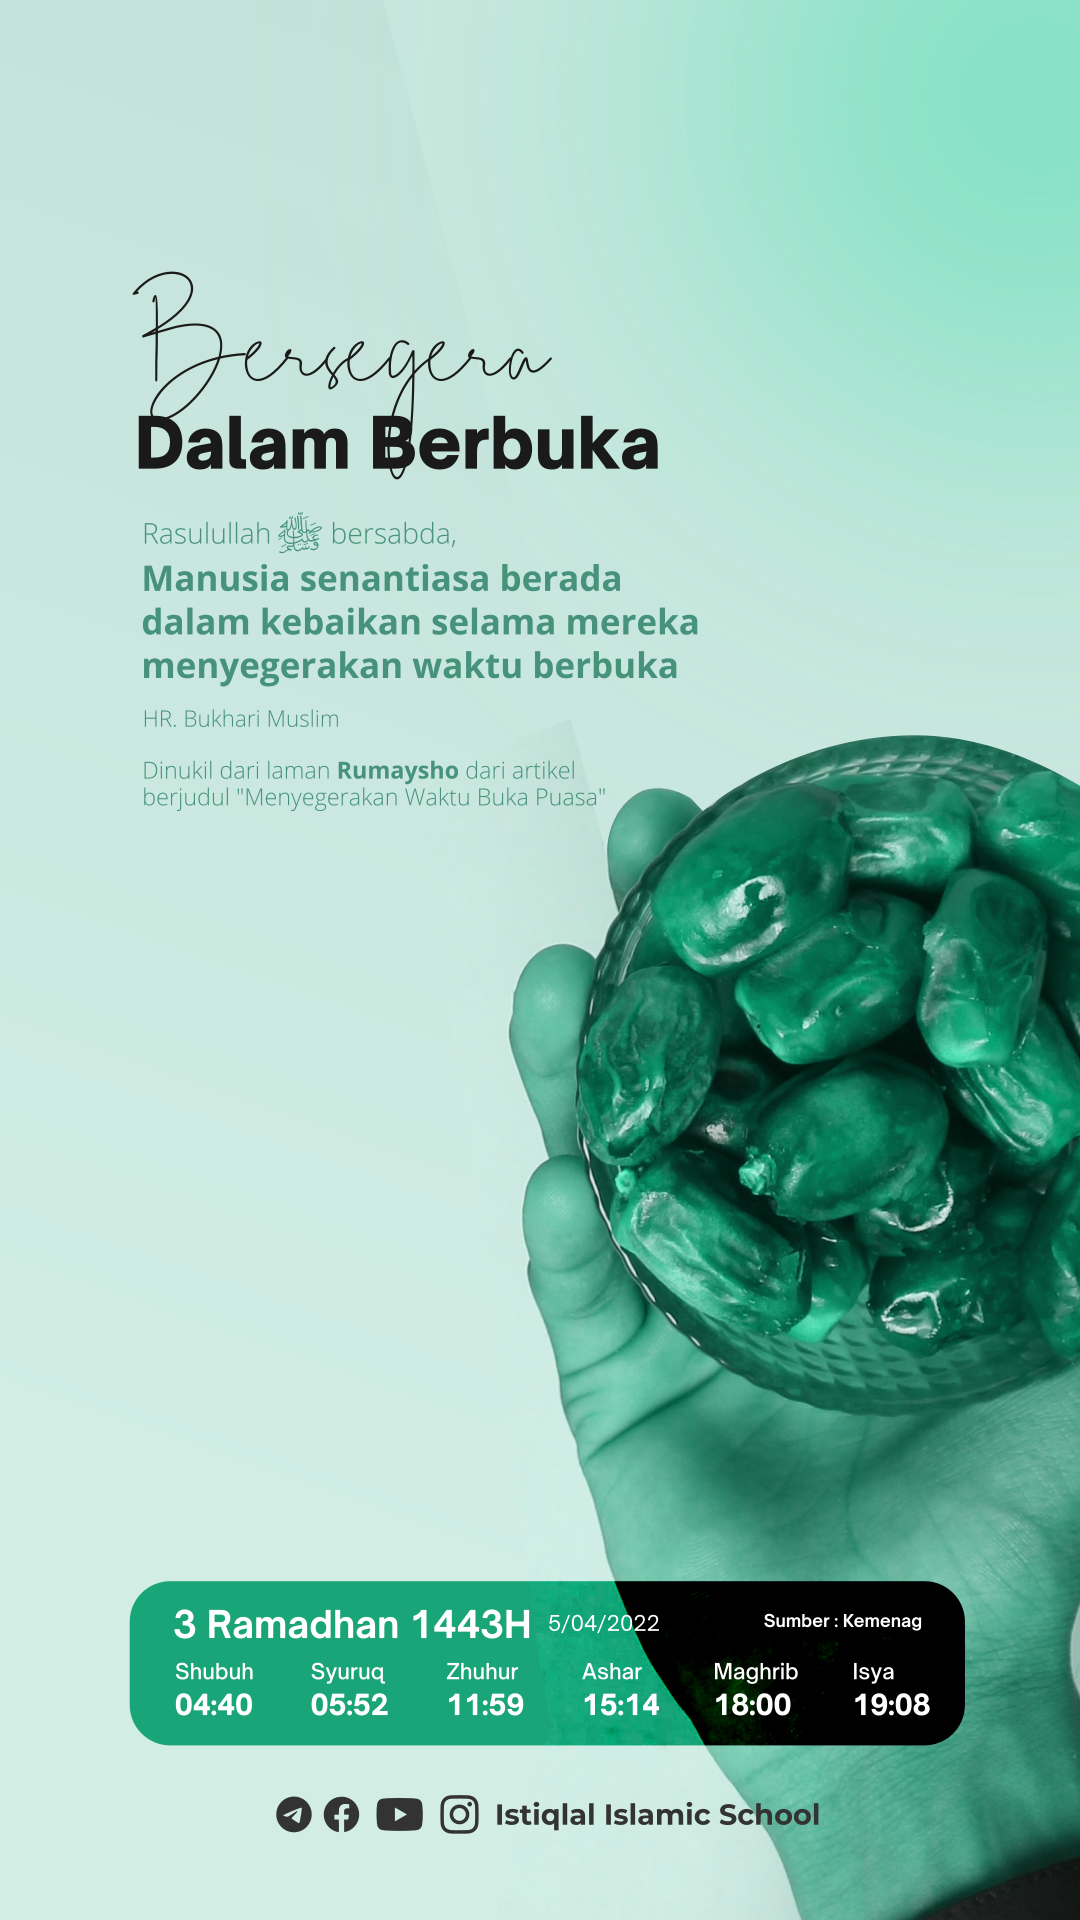 Bersegera
Dalam Berbuka
Rasulullah ﷺ bersabda,
Manusia senantiasa berada
dalam kebaikan selama mereka
menyegerakan waktu berbuka
HR. Bukhari Muslim
Dinukil dari laman Rumaysho dari artikel
berjudul "Menyegerakan Waktu Buka Puasa"
3 Ramadhan 1443H 5/04/2022 Sumber : Kemenag
Shubuh Syuruq Zhuhur Ashar Maghrib Isya
04:40 05:52 11:59 15:14 18:00 19:08
Istiqlal Islamic School